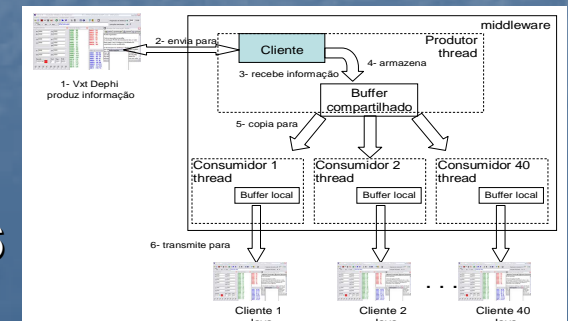 middleware
Produtor
thread
2- envia para
Cliente
4- armazena
3- recebe informação
1- Vxt Dephi
produz informação
Buffer
compartilhado
5- copia para
Consumidor 1
thread
Consumidor 2
thread
Consumidor 40
thread
Buffer local
Buffer local
Buffer local
6- transmite para
. . .
Cliente 1
Cliente 2
Cliente 40